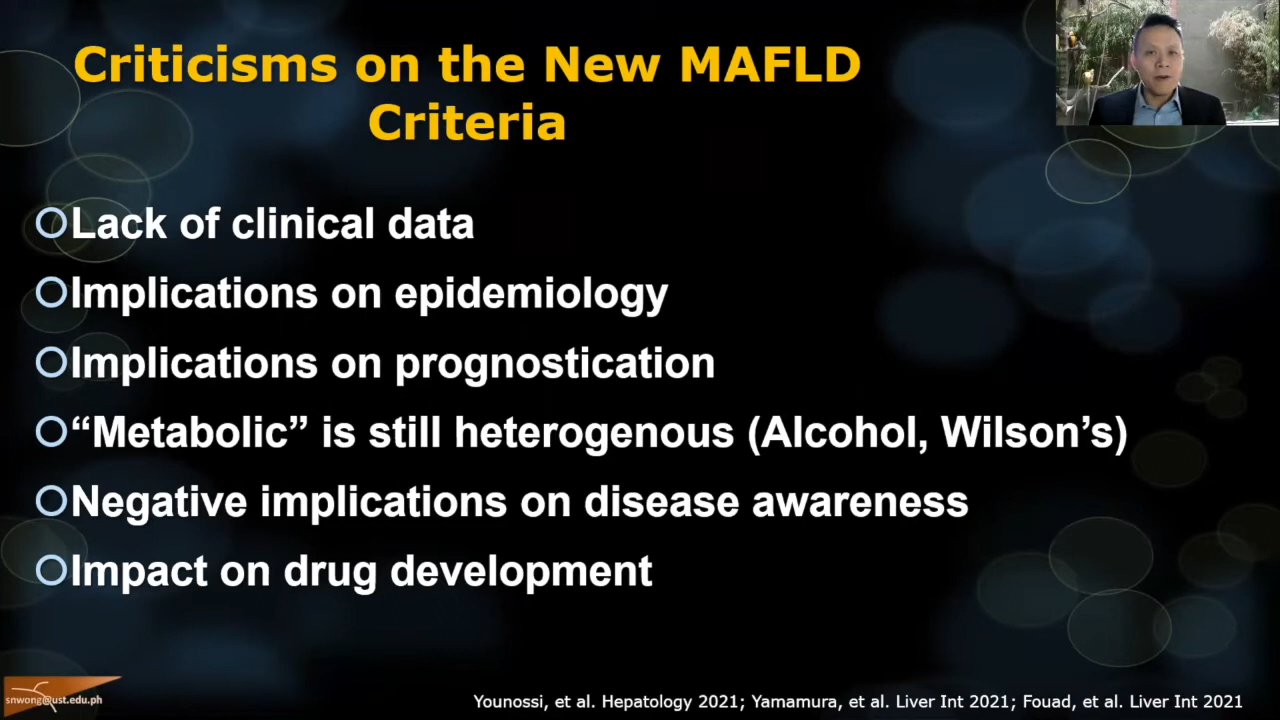 Criticisms on the New MAFLD
Criteria
Lack of clinical data
Implications on epidemiology
Implications on prognostication
“Metabolic” is still heterogenous (Alcohol, Wilson’s)
Negative implications on disease awareness
Impact on drug development
snwong@ust.edu.ph
Younossi, et al. Hepatology 2021; Yamamura, et al. Liver Int 2021; Fouad, et al. Liver Int 2021